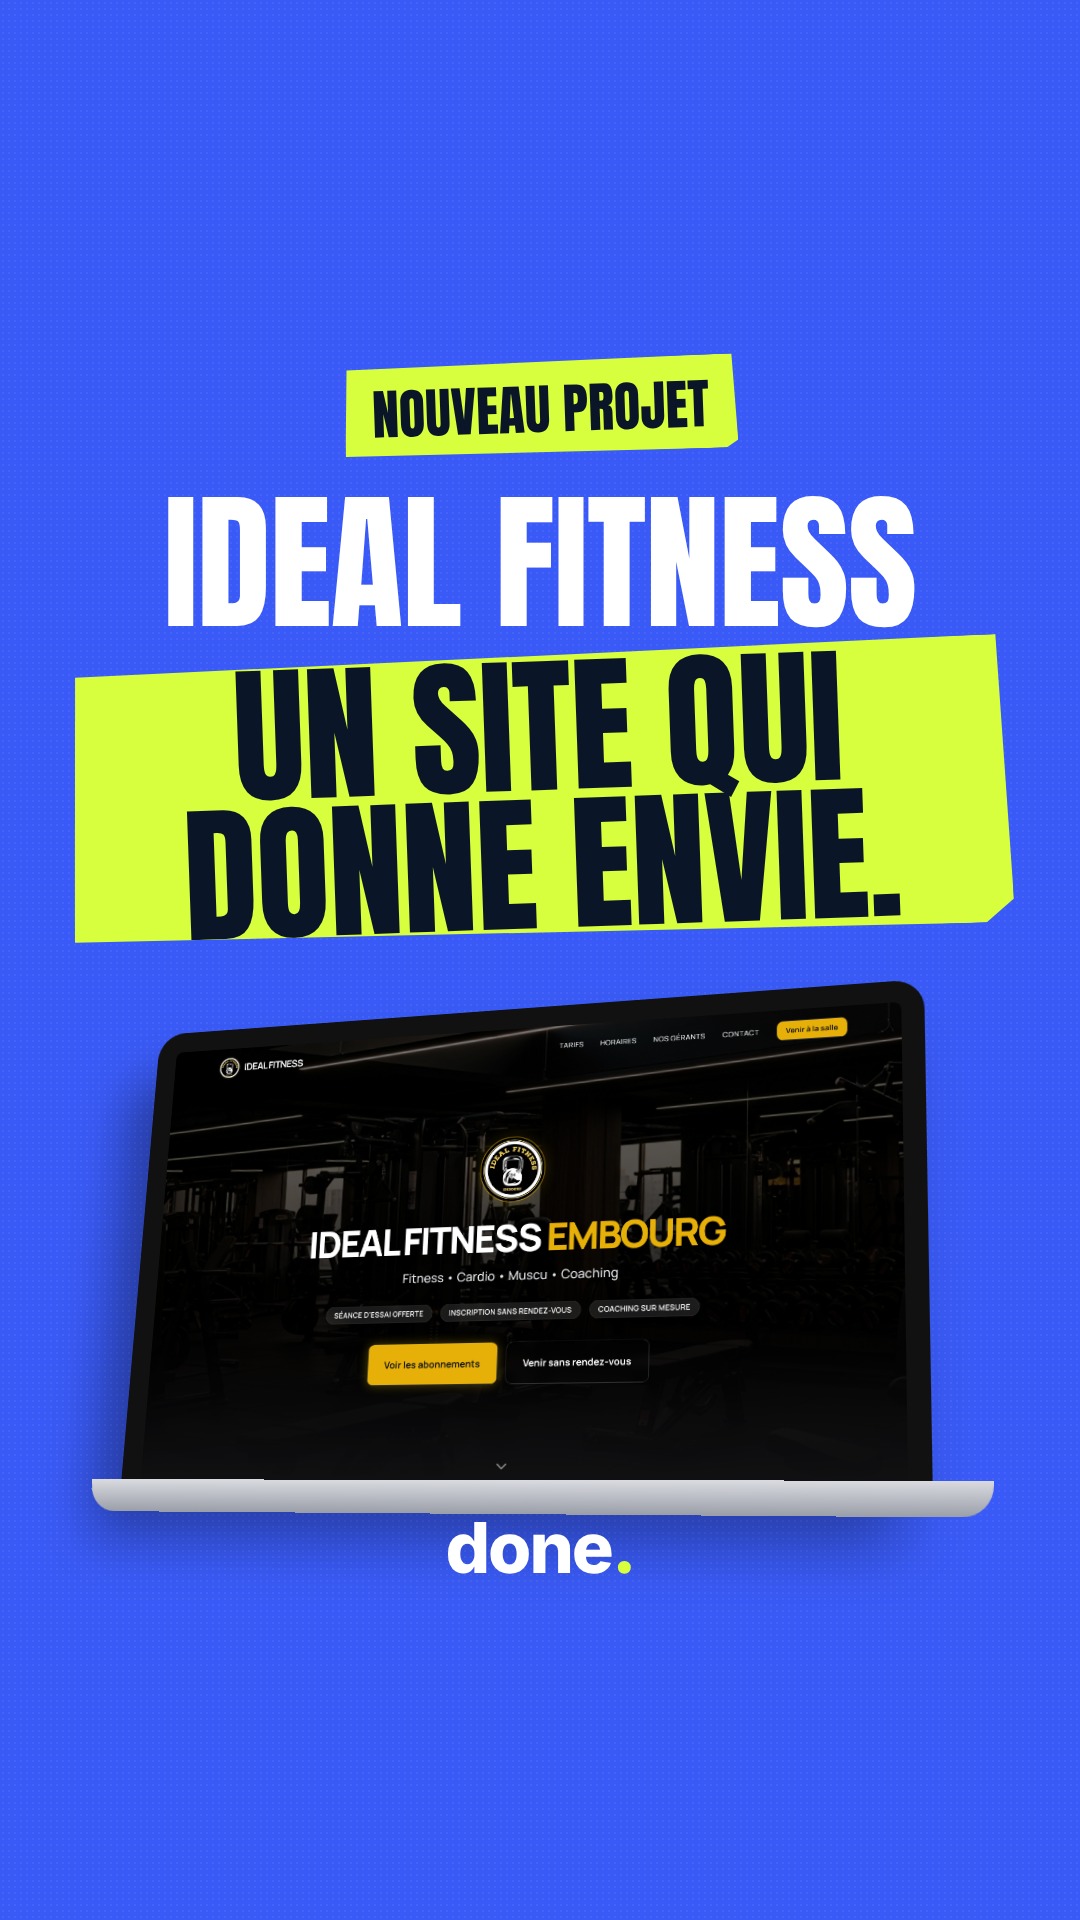 NOUVEAU PROJET
IDEAL FITNESS
UN SITE QUI
DONNE ENVIE.
IDEAL FITNESS
TARIFS HORAIRES NOS GÉRANTS CONTACT Venir à la salle
IDEAL FITNESS
IDEAL FITNESS EMBOURG
Fitness • Cardio • Muscu • Coaching
SÉANCE D'ESSAI OFFERTE INSCRIPTION SANS RENDEZ-VOUS COACHING SUR MESURE
Voir les abonnements Venir sans rendez-vous
done.